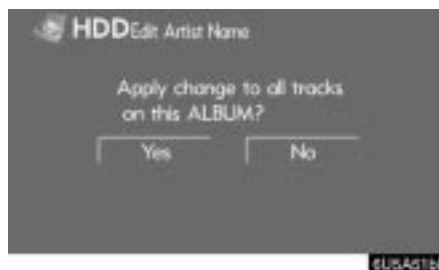 HDD Edit Artist Name
Apply change to all tracks
on this ALBUM?
Yes No